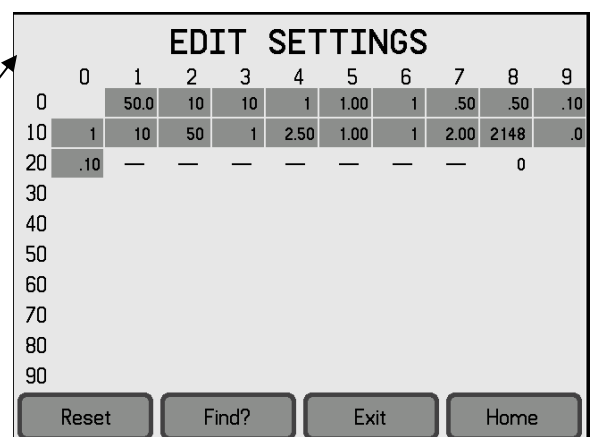 EDIT SETTINGS
0 1 2 3 4 5 6 7 8 9
0 50.0 10 10 1 1.00 1 .50 .50 .10
10 1 10 50 1 2.50 1.00 1 2.00 2148 .0
20 .10 — — — — — — — 0
30
40
50
60
70
80
90
Reset Find? Exit Home